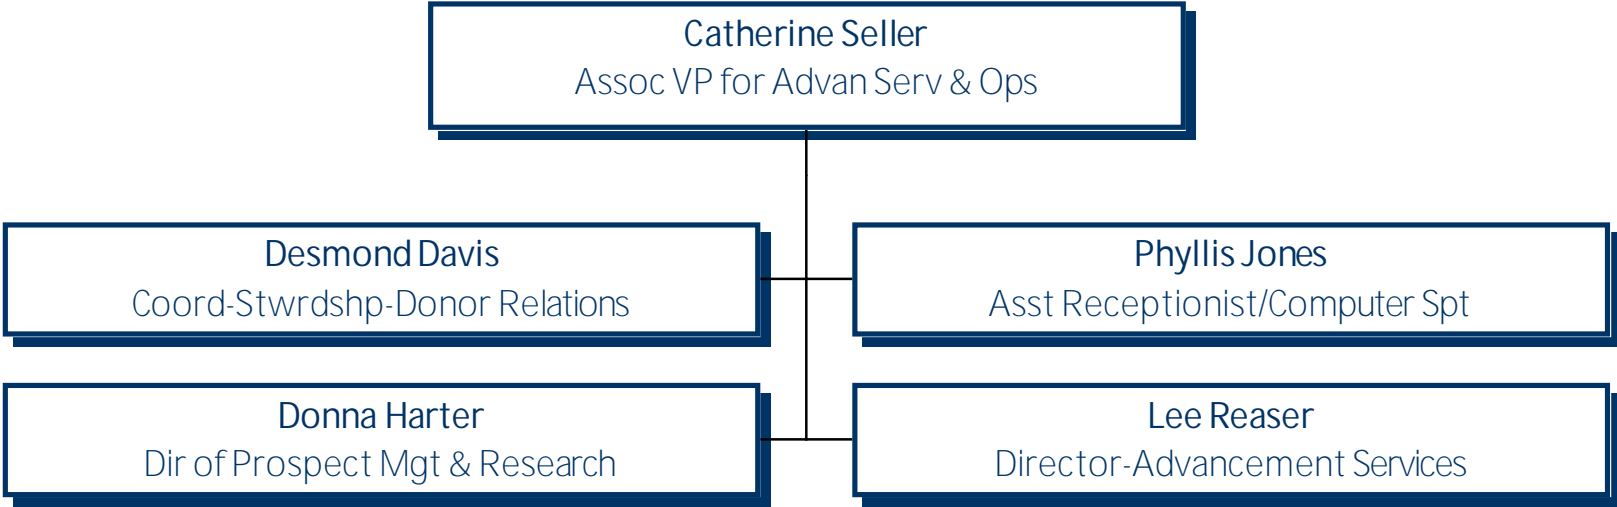 Catherine Seller
Assoc VP for Advan Serv & Ops
Desmond Davis
Coord-Stwrdshp-Donor Relations
Phyllis Jones
Asst Receptionist/Computer Spt
Donna Harter
Dir of Prospect Mgt & Research
Lee Reaser
Director-Advancement Services